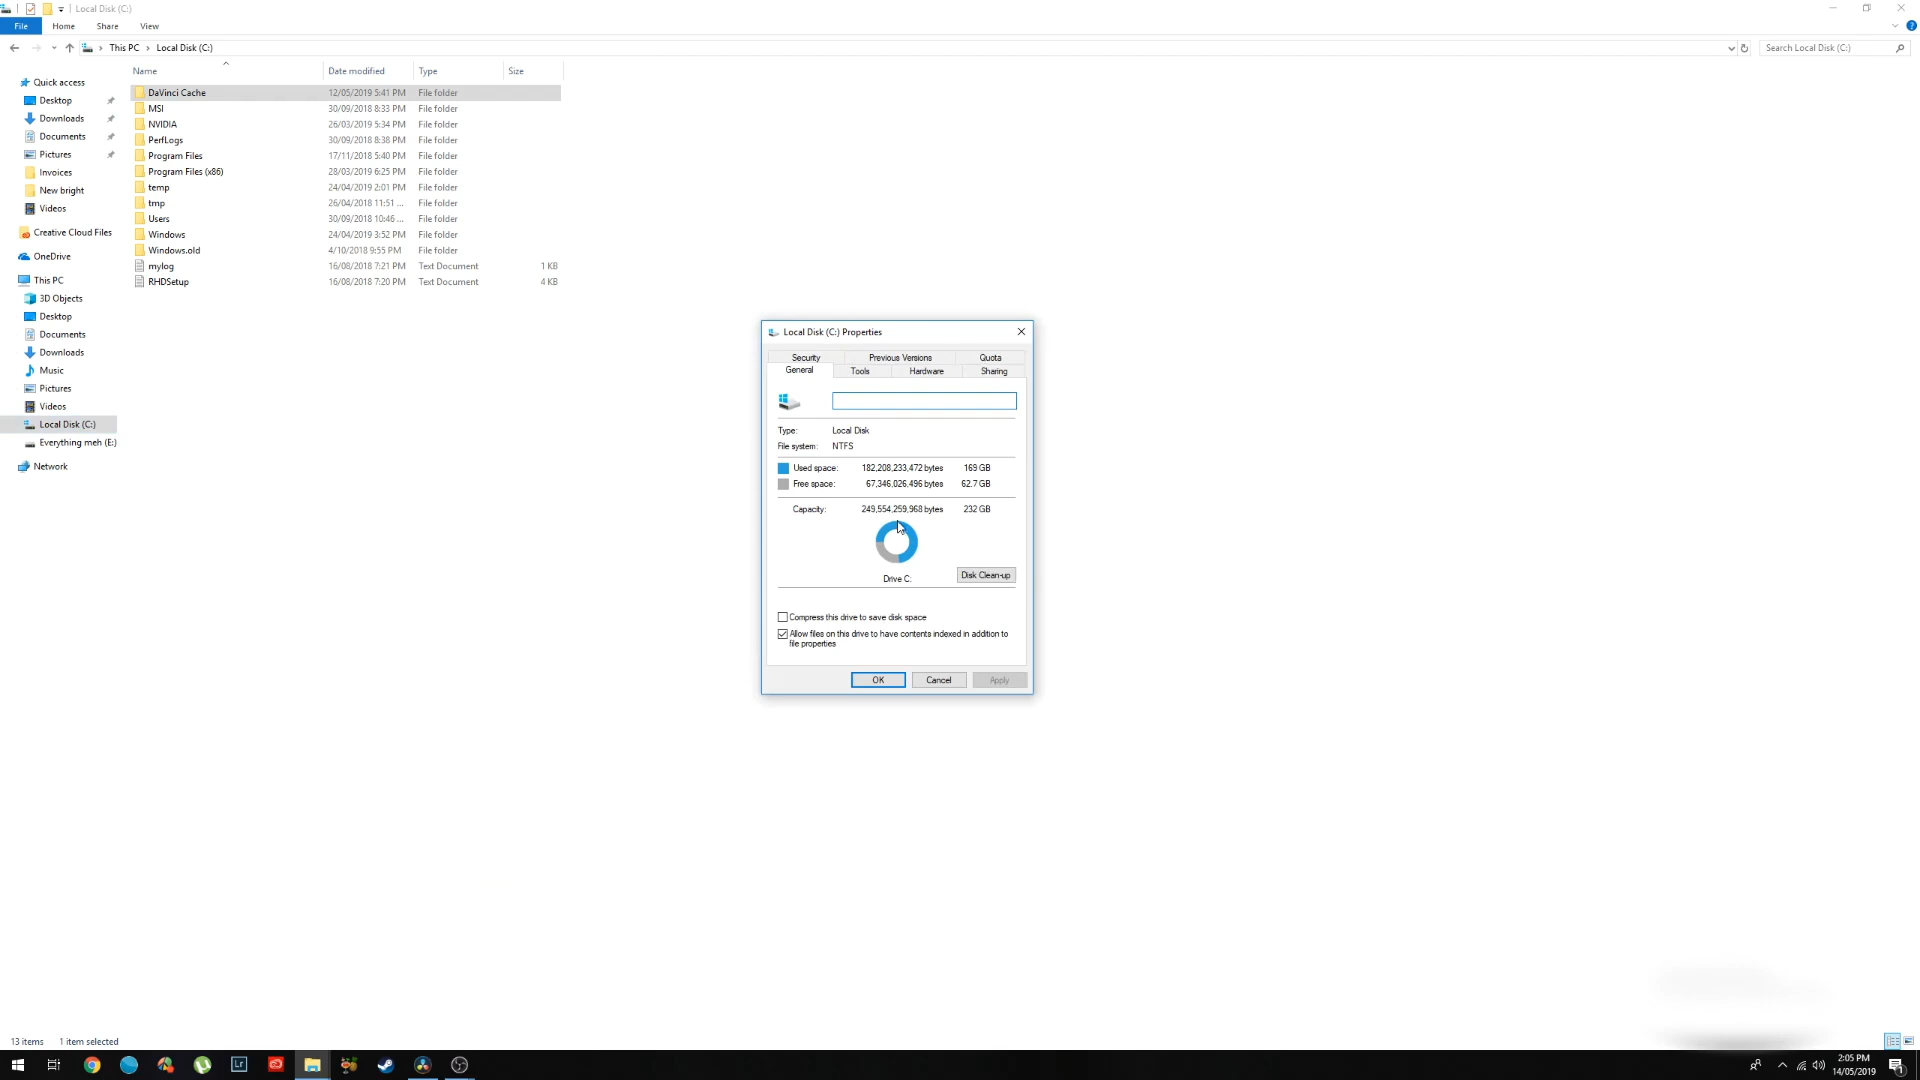 Local Disk (C:)
File Home Share View
This PC › Local Disk (C:) Search Local Disk (C:)
Name Date modified Type Size
Quick access
Desktop
Downloads
Documents
Pictures
Invoices
New bright
Videos
Creative Cloud Files
OneDrive
This PC
3D Objects
Desktop
Documents
Downloads
Music
Pictures
Videos
Local Disk (C:)
Everything meh (E:)
Network
DaVinci Cache 12/05/2019 5:41 PM File folder
MSI 30/09/2018 8:33 PM File folder
NVIDIA 26/03/2019 5:34 PM File folder
PerfLogs 30/09/2018 8:38 PM File folder
Program Files 17/11/2018 5:40 PM File folder
Program Files (x86) 28/03/2019 6:25 PM File folder
temp 24/04/2019 2:01 PM File folder
tmp 26/04/2018 11:51 ... File folder
Users 30/09/2018 10:46 ... File folder
Windows 24/04/2019 3:52 PM File folder
Windows.old 4/10/2018 9:55 PM File folder
mylog 16/08/2018 7:21 PM Text Document 1 KB
RHDSetup 16/08/2018 7:20 PM Text Document 4 KB
Local Disk (C:) Properties
Security Previous Versions Quota
General Tools Hardware Sharing
Type: Local Disk
File system: NTFS
Used space: 182,208,233,472 bytes 169 GB
Free space: 67,346,026,496 bytes 62.7 GB
Capacity: 249,554,259,968 bytes 232 GB
Drive C: Disk Clean-up
Compress this drive to save disk space
Allow files on this drive to have contents indexed in addition to
file properties
OK Cancel Apply
13 items 1 item selected
Lr
2:05 PM
14/05/2019
1